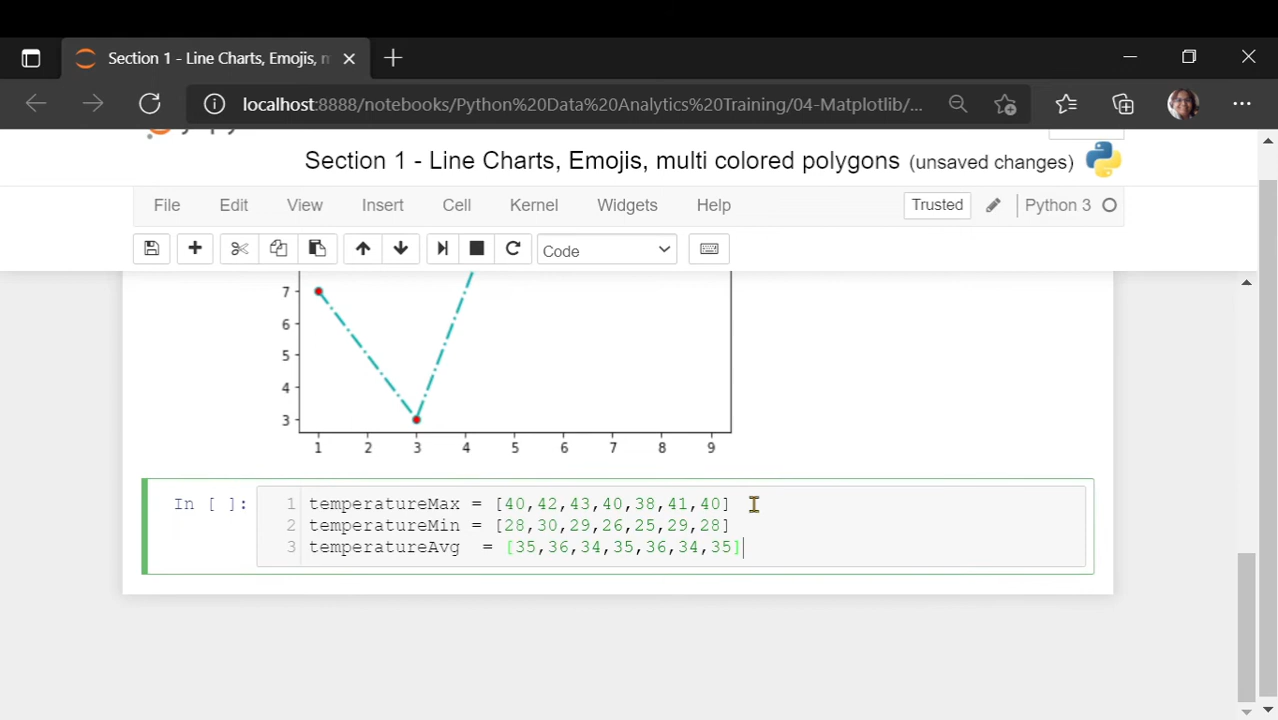 Section 1 - Line Charts, Emojis, m
localhost:8888/notebooks/Python%20Data%20Analytics%20Training/04-Matplotlib/...
Section 1 - Line Charts, Emojis, multi colored polygons (unsaved changes)
File Edit View Insert Cell Kernel Widgets Help Trusted Python 3
Code
7
6
5
4
3
1 2 3 4 5 6 7 8 9
In [ ]: 1 temperatureMax = [40,42,43,40,38,41,40]
2 temperatureMin = [28,30,29,26,25,29,28]
3 temperatureAvg  = [35,36,34,35,36,34,35]